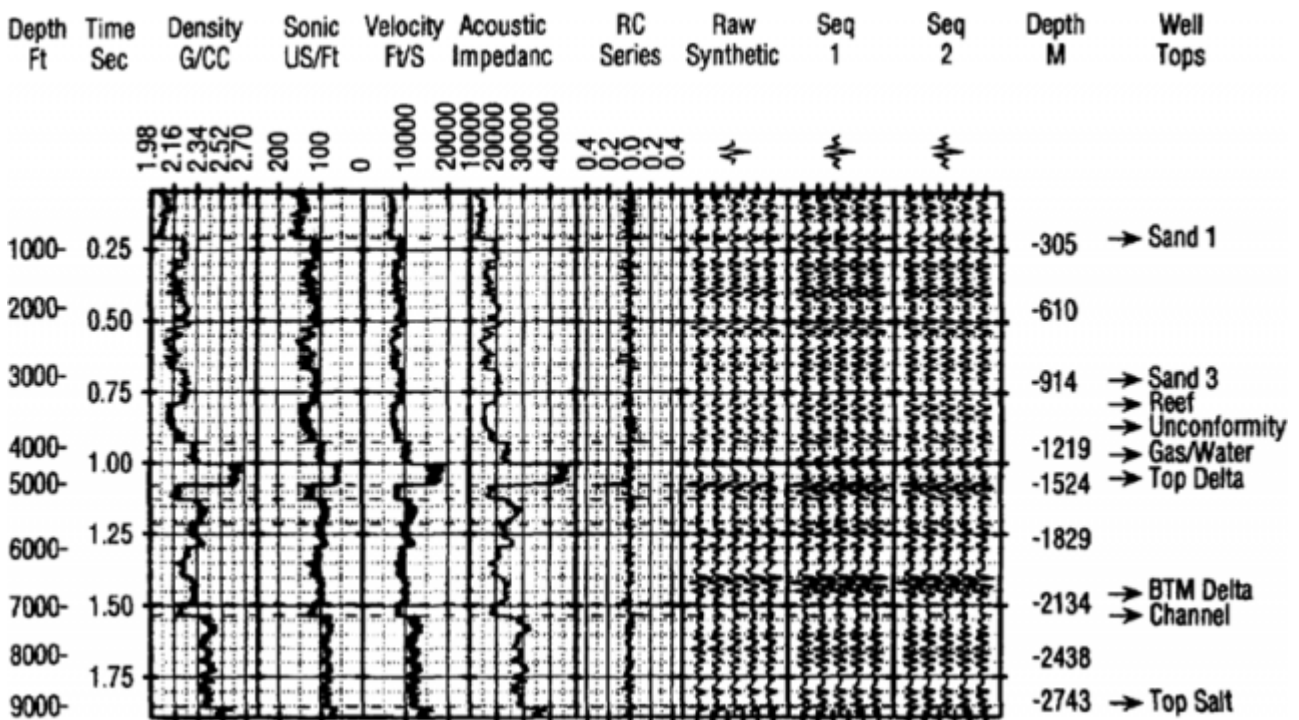 Depth Time Density Sonic Velocity Acoustic RC Raw Seq Seq Depth Well
Ft Sec G/CC US/Ft Ft/S Impedanc Series Synthetic 1 2 M Tops
1.98 2.16 2.34 2.52 2.70 200 100 0 10000 20000 10000 20000 30000 40000 0.4 0.2 0.0 0.2 0.4
1000- 0.25 -305 → Sand 1
2000- 0.50 -610
3000- 0.75 -914 → Sand 3
→ Reef
→ Unconformity
4000- 1.00 -1219 → Gas/Water
5000- -1524 → Top Delta
6000- 1.25 -1829
→ BTM Delta
7000- 1.50 -2134 → Channel
8000- 1.75 -2438
9000- -2743 → Top Salt